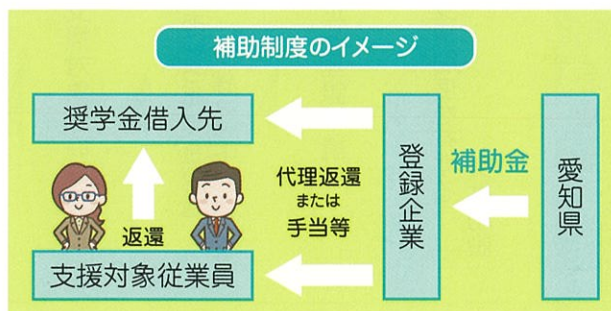 補助制度のイメージ
奨学金借入先
返還
支援対象従業員
代理返還
または
手当等
登録企業
補助金
愛知県